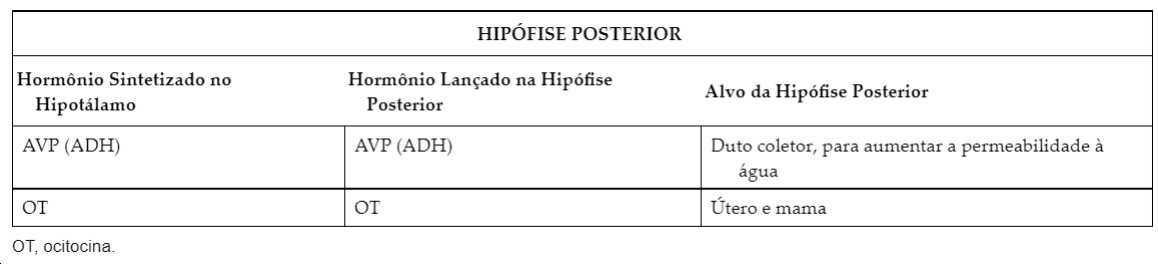 HIPÓFISE POSTERIOR
Hormônio Sintetizado no
Hipotálamo
Hormônio Lançado na Hipófise
Posterior
Alvo da Hipófise Posterior
AVP (ADH)
AVP (ADH)
Duto coletor, para aumentar a permeabilidade à
água
OT
OT
Útero e mama
OT, ocitocina.